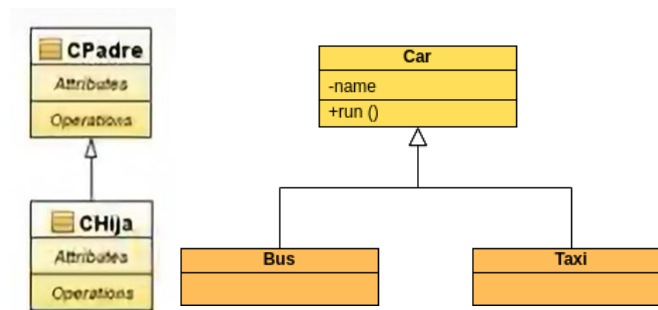 CPadre
Attributes
Operations
CHija
Attributes
Operations
Car
-name
+run ()
Bus
Taxi